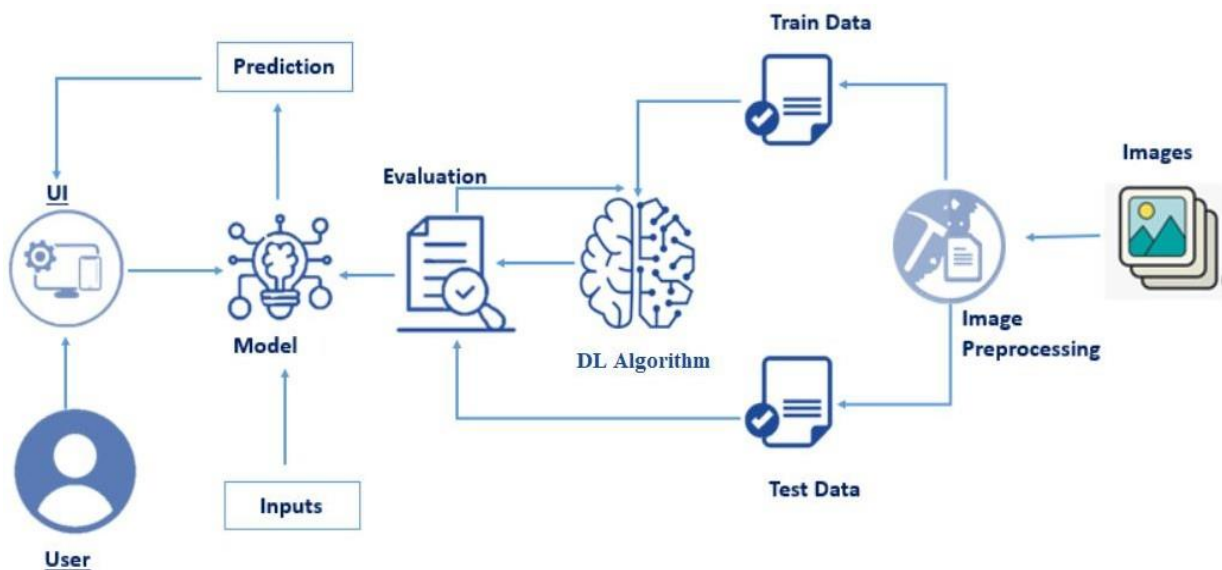 Train Data
Prediction
Images
Evaluation
UI
Model
DL Algorithm
Image
Preprocessing
Test Data
Inputs
User